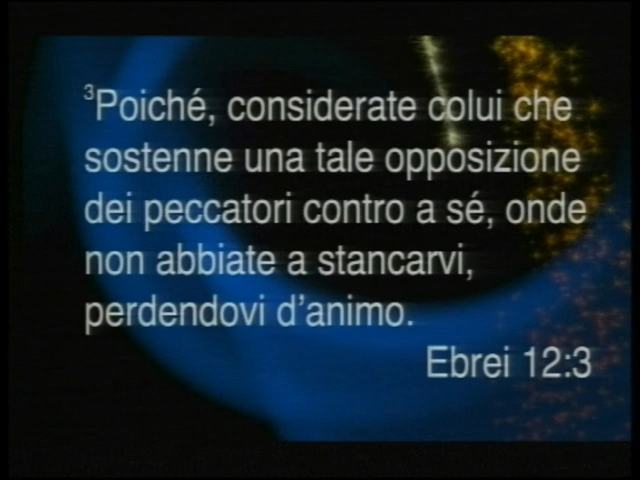 ³Poiché, considerate colui che
sostenne una tale opposizione
dei peccatori contro a sé, onde
non abbiate a stancarvi,
perdendovi d'animo.
Ebrei 12:3